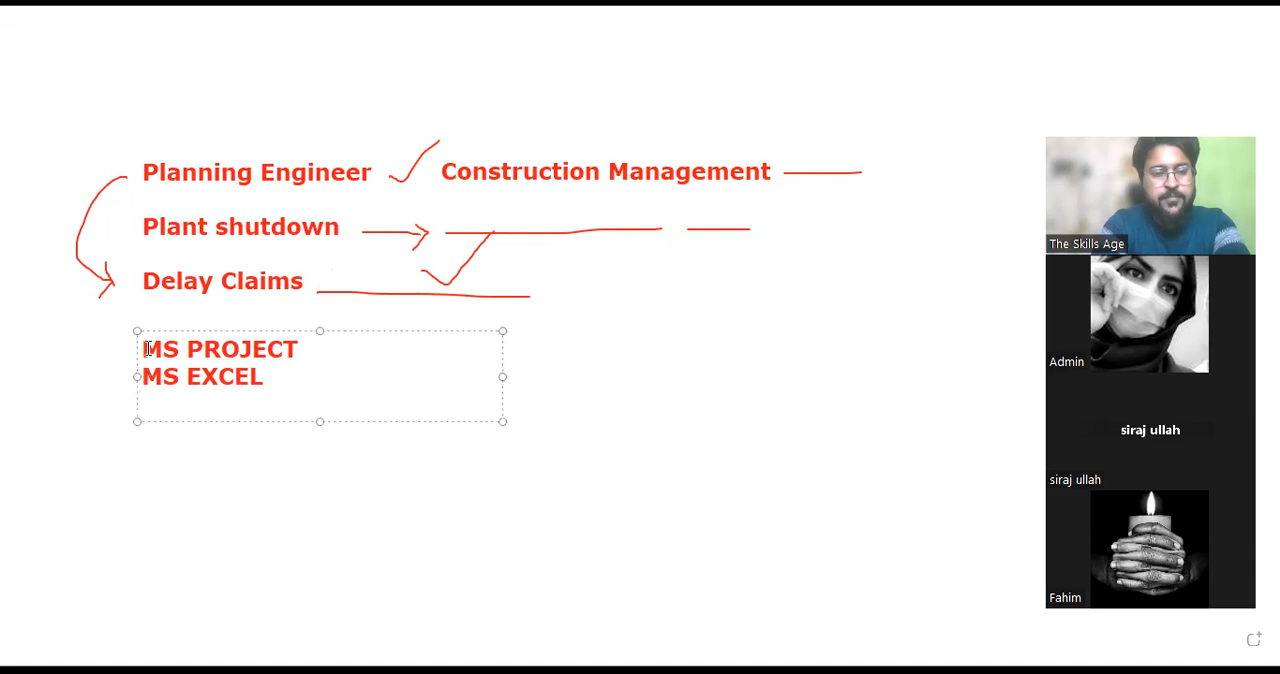 Planning Engineer Construction Management
Plant shutdown
Delay Claims
MS PROJECT
MS EXCEL
The Skills Age
Admin
siraj ullah
siraj ullah
Fahim